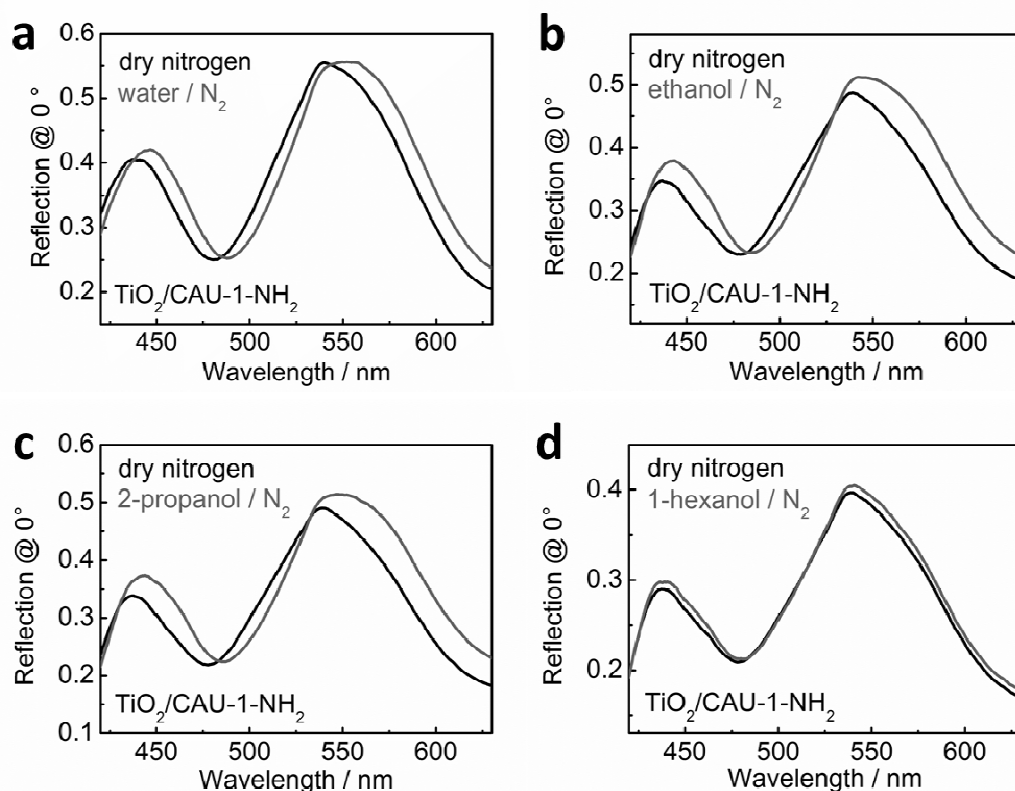 a
0.6
0.5
0.4
0.3
0.2
Reflection @ 0°
dry nitrogen
water / N₂
TiO₂/CAU-1-NH₂
450 500 550 600
Wavelength / nm
b
0.5
0.4
0.3
0.2
Reflection @ 0°
dry nitrogen
ethanol / N₂
TiO₂/CAU-1-NH₂
450 500 550 600
Wavelength / nm
c
0.6
0.5
0.4
0.3
0.2
0.1
Reflection @ 0°
dry nitrogen
2-propanol / N₂
TiO₂/CAU-1-NH₂
450 500 550 600
Wavelength / nm
d
0.4
0.3
0.2
Reflection @ 0°
dry nitrogen
1-hexanol / N₂
TiO₂/CAU-1-NH₂
450 500 550 600
Wavelength / nm